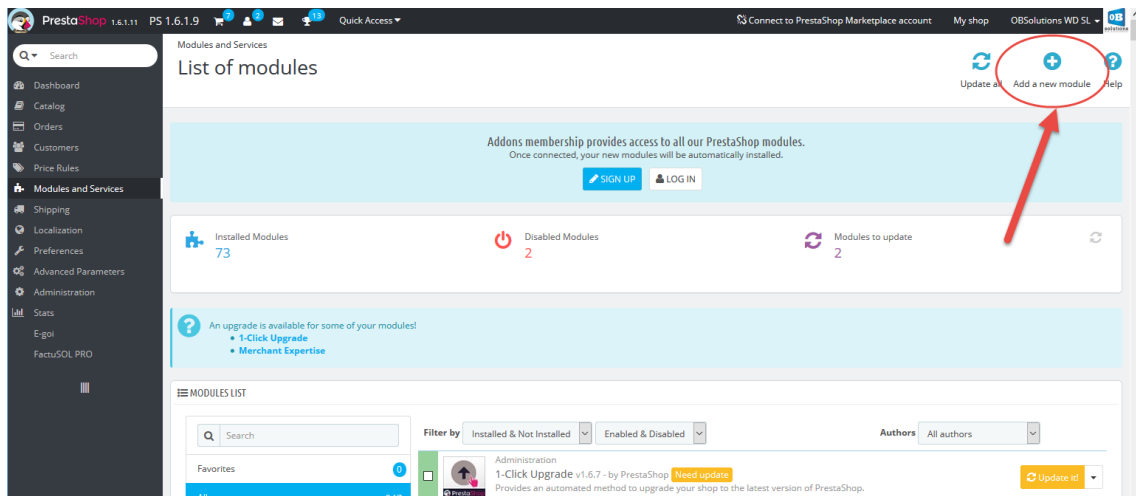 PrestaShop 1.6.1.11 PS 1.6.1.9 7 2 13 Quick Access Connect to PrestaShop Marketplace account My shop OBSolutions WD SL
OB
solutions
Search
Dashboard
Catalog
Orders
Customers
Price Rules
Modules and Services
Shipping
Localization
Preferences
Advanced Parameters
Administration
Stats
E-goi
FactuSOL PRO
Modules and Services
List of modules
Update all Add a new module Help
Addons membership provides access to all our PrestaShop modules.
Once connected, your new modules will be automatically installed.
SIGN UP LOG IN
Installed Modules
73
Disabled Modules
2
Modules to update
2
An upgrade is available for some of your modules!
1-Click Upgrade
Merchant Expertise
MODULES LIST
Search
Favorites 0
Filter by Installed & Not Installed Enabled & Disabled Authors All authors
Administration
1-Click Upgrade v1.6.7 - by PrestaShop Need update
Provides an automated method to upgrade your shop to the latest version of PrestaShop.
Update it!